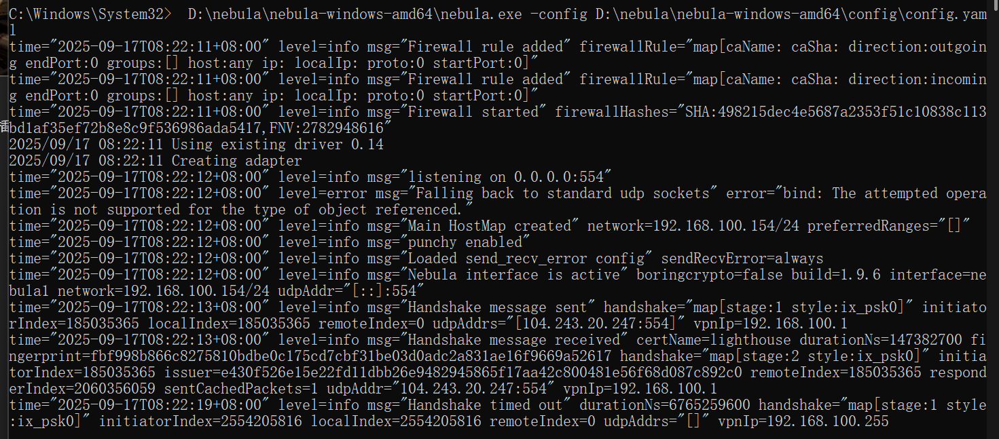 C:\Windows\System32>  D:\nebula\nebula-windows-amd64\nebula.exe -config D:\nebula\nebula-windows-amd64\config\config.yam
l
time="2025-09-17T08:22:11+08:00" level=info msg="Firewall rule added" firewallRule="map[caName: caSha: direction:outgoin
g endPort:0 groups:[] host:any ip: localIp: proto:0 startPort:0]"
time="2025-09-17T08:22:11+08:00" level=info msg="Firewall rule added" firewallRule="map[caName: caSha: direction:incomin
g endPort:0 groups:[] host:any ip: localIp: proto:0 startPort:0]"
time="2025-09-17T08:22:11+08:00" level=info msg="Firewall started" firewallHashes="SHA:498215dec4e5687a2353f51c10838c113
bd1af35ef72b8e8c9f536986ada5417,FNV:2782948616"
2025/09/17 08:22:11 Using existing driver 0.14
2025/09/17 08:22:11 Creating adapter
time="2025-09-17T08:22:12+08:00" level=info msg="listening on 0.0.0.0:554"
time="2025-09-17T08:22:12+08:00" level=error msg="Falling back to standard udp sockets" error="bind: The attempted opera
tion is not supported for the type of object referenced."
time="2025-09-17T08:22:12+08:00" level=info msg="Main HostMap created" network=192.168.100.154/24 preferredRanges="[]"
time="2025-09-17T08:22:12+08:00" level=info msg="punchy enabled"
time="2025-09-17T08:22:12+08:00" level=info msg="Loaded send_recv_error config" sendRecvError=always
time="2025-09-17T08:22:12+08:00" level=info msg="Nebula interface is active" boringcrypto=false build=1.9.6 interface=ne
bula1 network=192.168.100.154/24 udpAddr="[::]:554"
time="2025-09-17T08:22:13+08:00" level=info msg="Handshake message sent" handshake="map[stage:1 style:ix_psk0]" initiato
rIndex=185035365 localIndex=185035365 remoteIndex=0 udpAddrs="[104.243.20.247:554]" vpnIp=192.168.100.1
time="2025-09-17T08:22:13+08:00" level=info msg="Handshake message received" certName=lighthouse durationNs=147382700 fi
ngerprint=fbf998b866c8275810bdbe0c175cd7cbf31be03d0adc2a831ae16f9669a52617 handshake="map[stage:2 style:ix_psk0]" initia
torIndex=185035365 issuer=e430f526e15e22fd11dbb26e9482945865f17aa42c800481e56f68d087c892c0 remoteIndex=185035365 respond
erIndex=2060356059 sentCachedPackets=1 udpAddr="104.243.20.247:554" vpnIp=192.168.100.1
time="2025-09-17T08:22:19+08:00" level=info msg="Handshake timed out" durationNs=6765259600 handshake="map[stage:1 style
:ix_psk0]" initiatorIndex=2554205816 localIndex=2554205816 remoteIndex=0 udpAddrs="[]" vpnIp=192.168.100.255